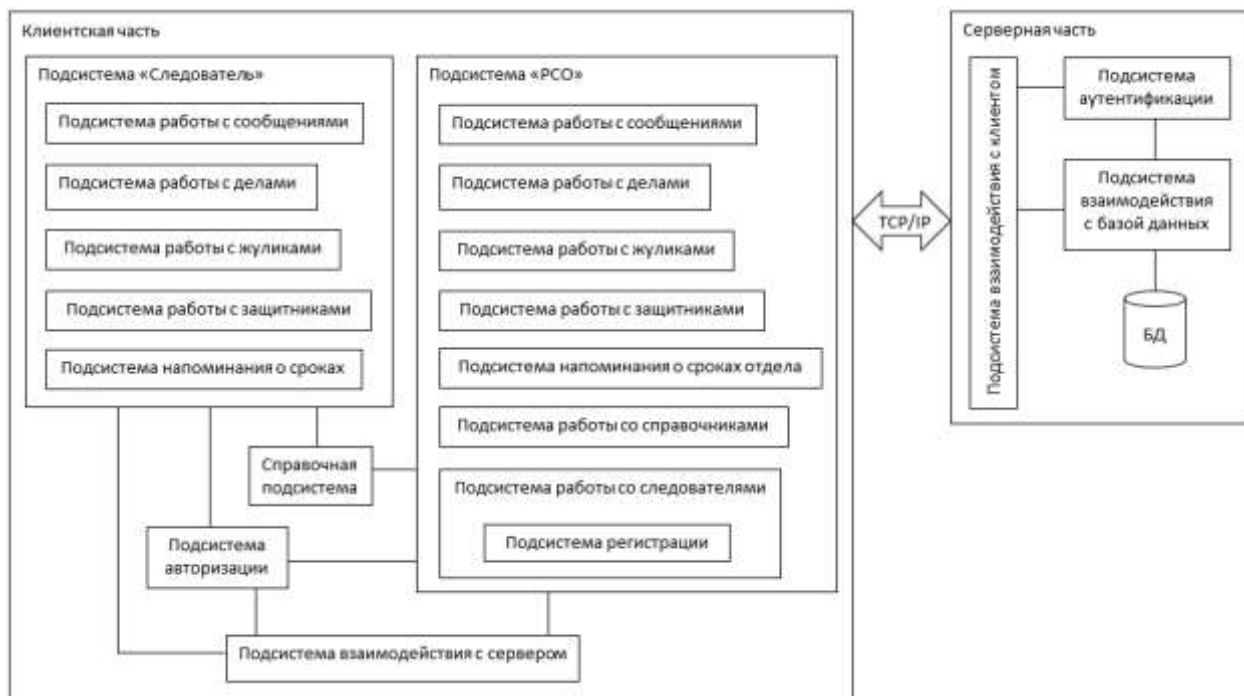 Клиентская часть
Подсистема «Следователь»
Подсистема работы с сообщениями
Подсистема работы с делами
Подсистема работы с жуликами
Подсистема работы с защитниками
Подсистема напоминания о сроках
Подсистема «РСО»
Подсистема работы с сообщениями
Подсистема работы с делами
Подсистема работы с жуликами
Подсистема работы с защитниками
Подсистема напоминания о сроках отдела
Подсистема работы со справочниками
Подсистема работы со следователями
Подсистема регистрации
Справочная
подсистема
Подсистема
авторизации
Подсистема взаимодействия с сервером
TCP/IP
Серверная часть
Подсистема взаимодействия с клиентом
Подсистема
аутентификации
Подсистема
взаимодействия
с базой данных
БД